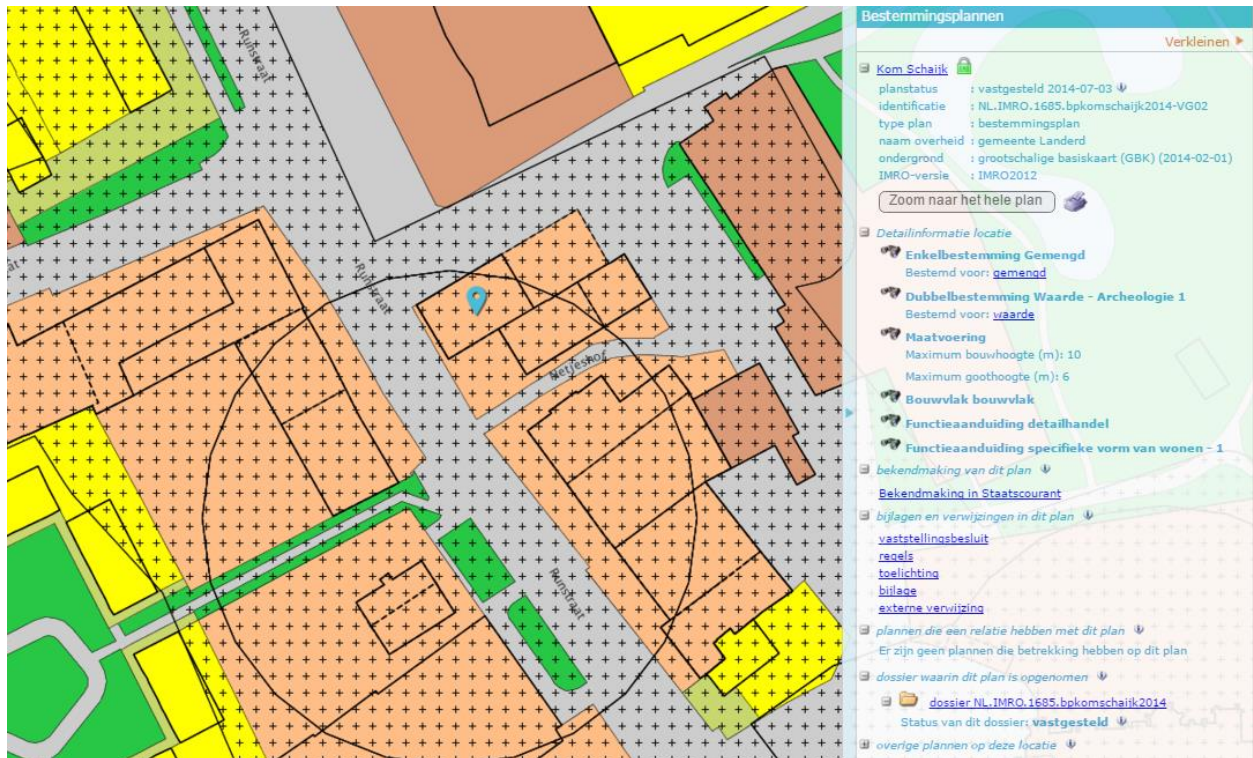 Runstraat
Runstraat
Netjeshof
Runstraat
Bestemmingsplannen
Verkleinen
Kom Schaijk
planstatus : vastgesteld 2014-07-03
identificatie : NL.IMRO.1685.bpkomschaijk2014-VG02
type plan : bestemmingsplan
naam overheid : gemeente Landerd
ondergrond : grootschalige basiskaart (GBK) (2014-02-01)
IMRO-versie : IMRO2012
Zoom naar het hele plan
Detailinformatie locatie
Enkelbestemming Gemengd
Bestemd voor: gemengd
Dubbelbestemming Waarde - Archeologie 1
Bestemd voor: waarde
Maatvoering
Maximum bouwhoogte (m): 10
Maximum goothoogte (m): 6
Bouwvlak bouwvlak
Functieaanduiding detailhandel
Functieaanduiding specifieke vorm van wonen - 1
bekendmaking van dit plan
Bekendmaking in Staatscourant
bijlagen en verwijzingen in dit plan
vaststellingsbesluit
regels
toelichting
bijlage
externe verwijzing
plannen die een relatie hebben met dit plan
Er zijn geen plannen die betrekking hebben op dit plan
dossier waarin dit plan is opgenomen
dossier NL.IMRO.1685.bpkomschaijk2014
Status van dit dossier: vastgesteld
overige plannen op deze locatie